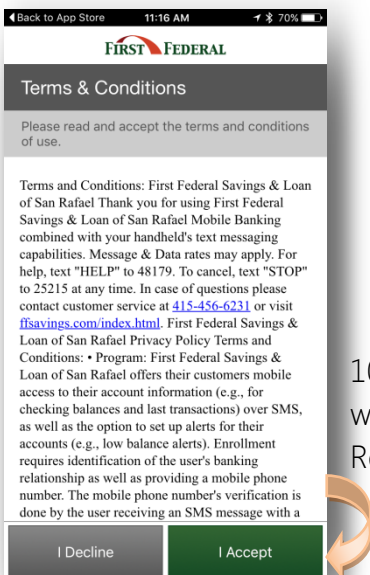 Back to App Store 11:16 AM 70%
FIRST FEDERAL
Terms & Conditions
Please read and accept the terms and conditions
of use.
Terms and Conditions: First Federal Savings & Loan
of San Rafael Thank you for using First Federal
Savings & Loan of San Rafael Mobile Banking
combined with your handheld's text messaging
capabilities. Message & Data rates may apply. For
help, text "HELP" to 48179. To cancel, text "STOP"
to 25215 at any time. In case of questions please
contact customer service at 415-456-6231 or visit
ffsavings.com/index.html. First Federal Savings &
Loan of San Rafael Privacy Policy Terms and
Conditions: • Program: First Federal Savings &
Loan of San Rafael offers their customers mobile
access to their account information (e.g., for
checking balances and last transactions) over SMS,
as well as the option to set up alerts for their
accounts (e.g., low balance alerts). Enrollment
requires identification of the user's banking
relationship as well as providing a mobile phone
number. The mobile phone number's verification is
done by the user receiving an SMS message with a
I Decline I Accept